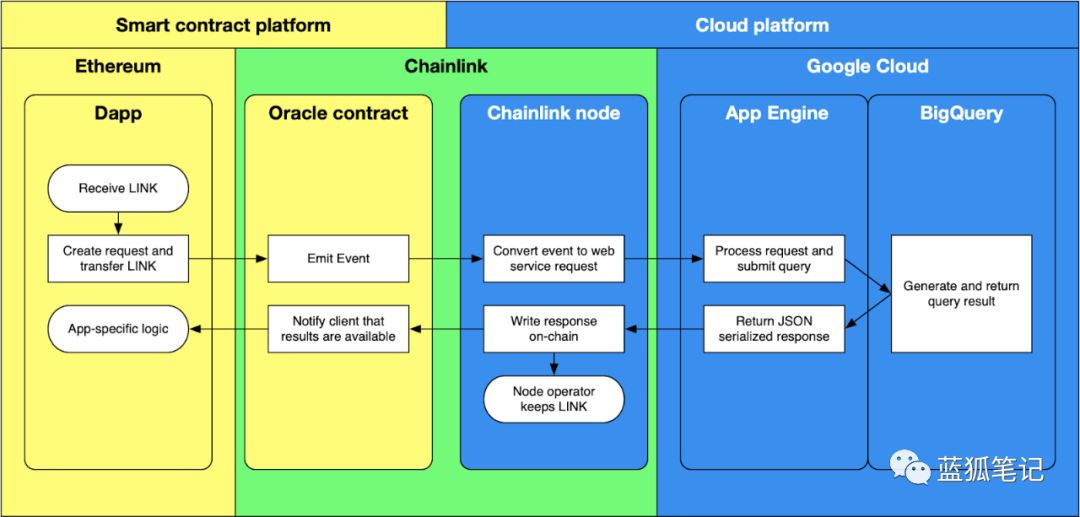 Smart contract platform
Cloud platform
Ethereum
Chainlink
Google Cloud
Dapp
Oracle contract
Chainlink node
App Engine
BigQuery
Receive LINK
Create request and
transfer LINK
Emit Event
Convert event to web
service request
Process request and
submit query
Generate and return
query result
App-specific logic
Notify client that
results are available
Write response
on-chain
Return JSON
serialized response
Node operator
keeps LINK
蓝狐笔记